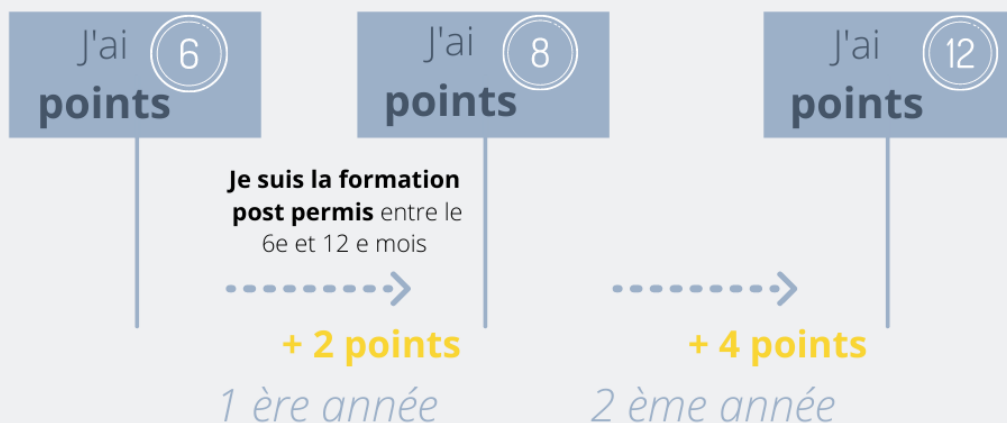 J'ai 6
points
J'ai 8
points
J'ai 12
points
Je suis la formation
post permis entre le
6e et 12 e mois
+ 2 points
+ 4 points
1 ère année
2 ème année